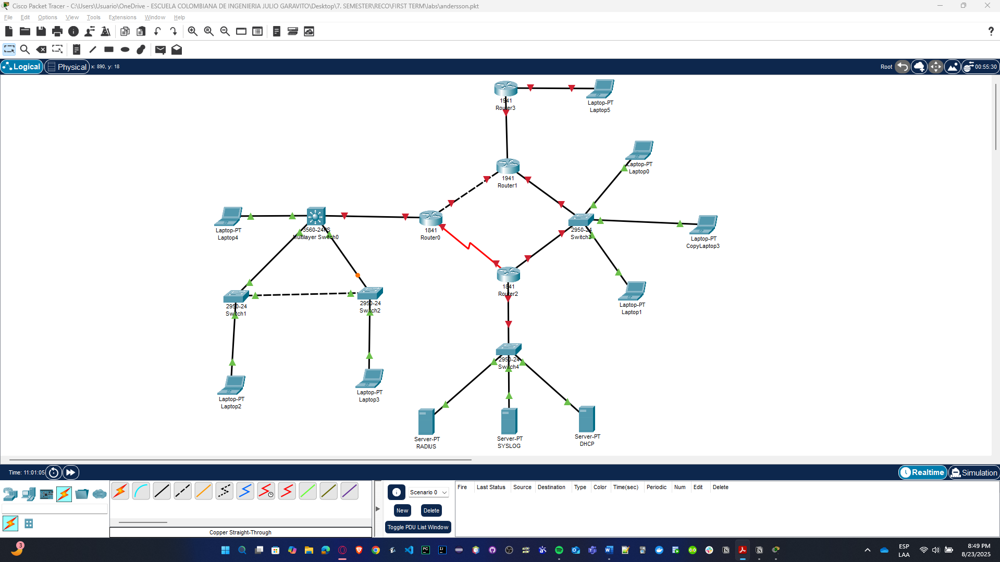 Cisco Packet Tracer - C:\Users\Usuario\OneDrive - ESCUELA COLOMBIANA DE INGENIERIA JULIO GARAVITO\Desktop\7. SEMESTER\RECO\FIRST TERM\labs\andersson.pkt
File Edit Options View Tools Extensions Window Help
?
Logical Physical x: 890, y: 18 Root 00:55:30
1941
Router3
Laptop-PT
Laptop5
Laptop-PT
Laptop0
1941
Router1
Laptop-PT
Laptop4
3560-24PS
Multilayer Switch0
1841
Router0
2950-24
Switch3
Laptop-PT
CopyLaptop3
1841
Router2
2950-24
Switch1
2950-24
Switch2
Laptop-PT
Laptop1
2950-24
Switch4
Laptop-PT
Laptop2
Laptop-PT
Laptop3
Server-PT
RADIUS
Server-PT
SYSLOG
Server-PT
DHCP
Time: 11:01:05 Realtime Simulation
Scenario 0
New Delete
Toggle PDU List Window
Fire Last Status Source Destination Type Color Time(sec) Periodic Num Edit Delete
Copper Straight-Through
3
ESP
LAA
8:49 PM
8/23/2025